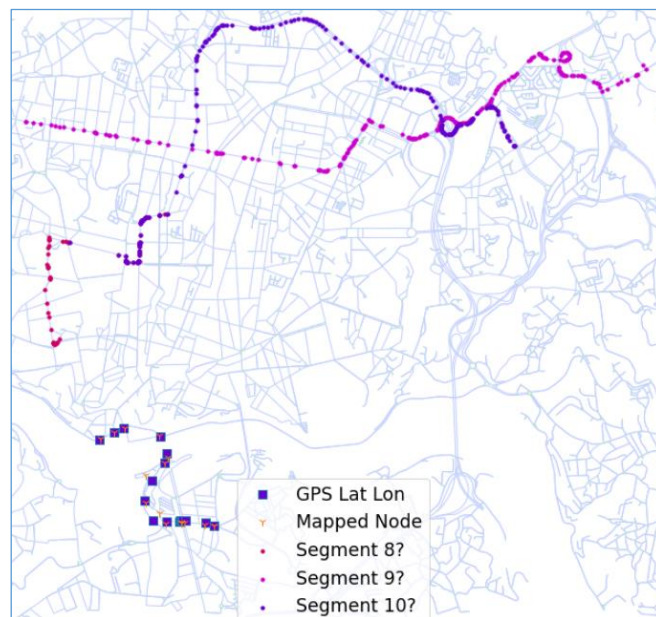 GPS Lat Lon
Mapped Node
Segment 8?
Segment 9?
Segment 10?